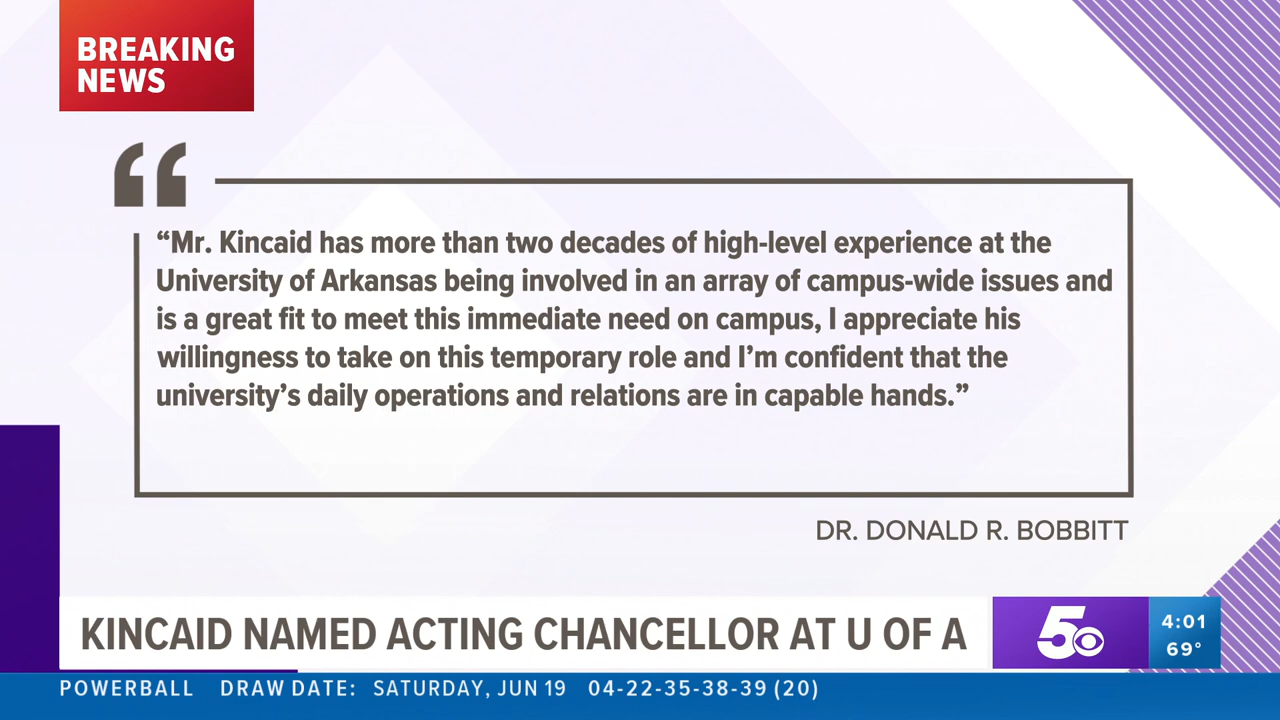 BREAKING
NEWS
“
“Mr. Kincaid has more than two decades of high-level experience at the
University of Arkansas being involved in an array of campus-wide issues and
is a great fit to meet this immediate need on campus, I appreciate his
willingness to take on this temporary role and I’m confident that the
university’s daily operations and relations are in capable hands.”
DR. DONALD R. BOBBITT
KINCAID NAMED ACTING CHANCELLOR AT U OF A
5
4:01
69°
POWERBALL DRAW DATE: SATURDAY, JUN 19 04-22-35-38-39 (20)